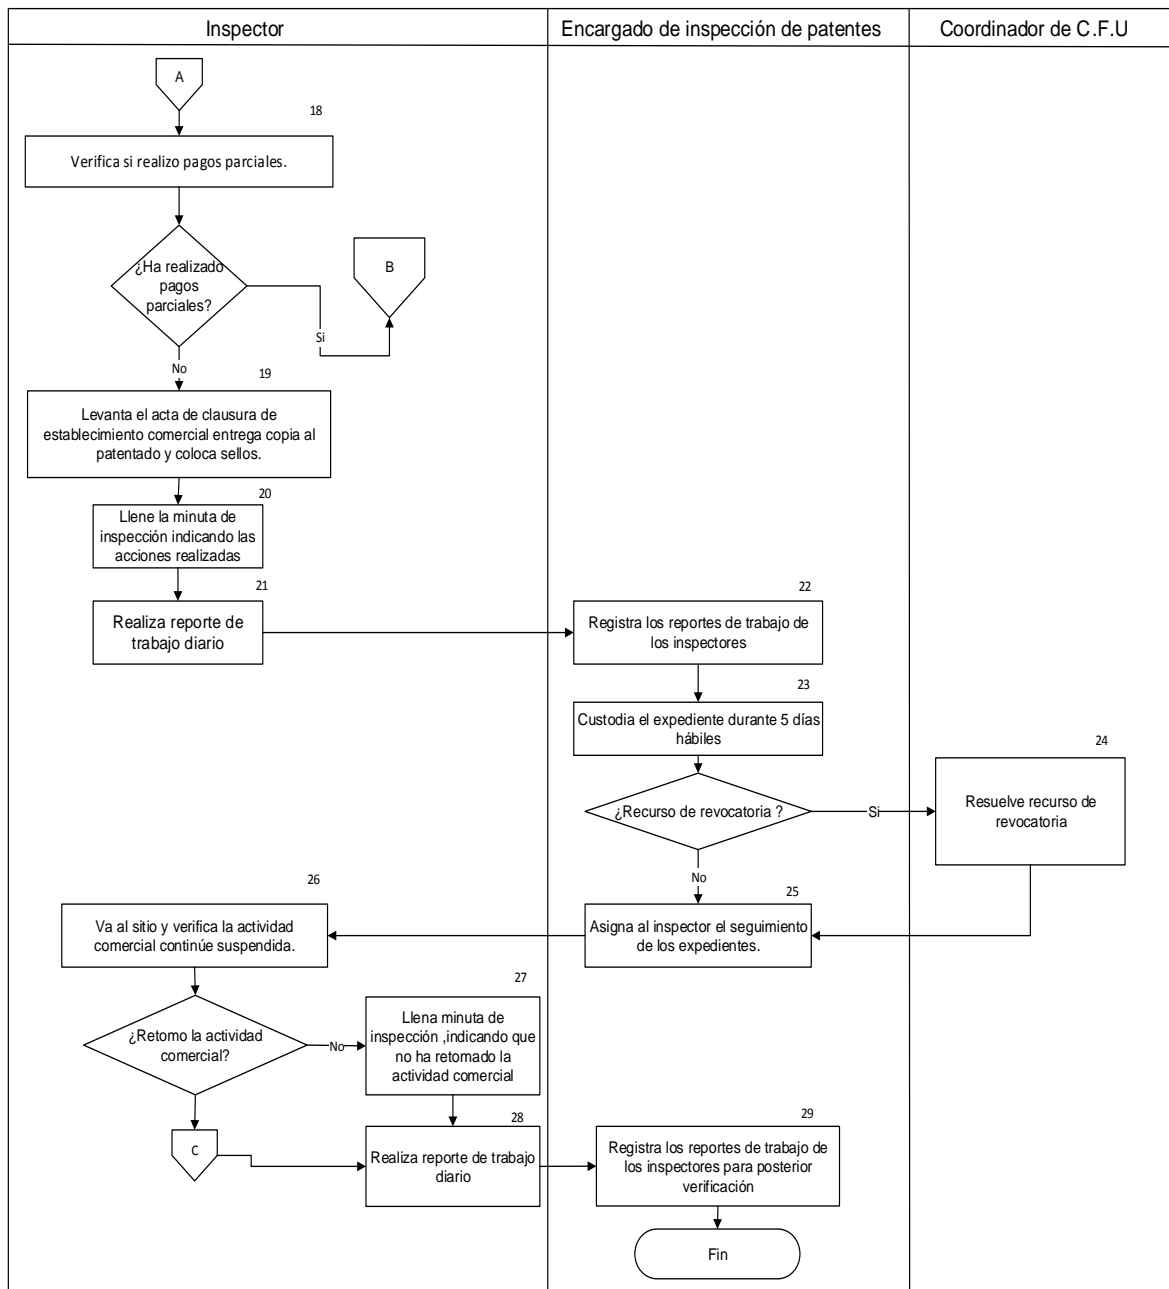 Inspector
Encargado de inspección de patentes
Coordinador de C.F.U
A
18
Verifica si realizo pagos parciales.
¿Ha realizado
pagos
parciales?
B
Si
No
19
Levanta el acta de clausura de
establecimiento comercial entrega copia al
patentado y coloca sellos.
20
Llene la minuta de
inspección indicando las
acciones realizadas
21
Realiza reporte de
trabajo diario
22
Registra los reportes de trabajo de
los inspectores
23
Custodia el expediente durante 5 días
hábiles
24
¿Recurso de revocatoria ?
Si
Resuelve recurso de
revocatoria
No
25
Asigna al inspector el seguimiento
de los expedientes.
26
Va al sitio y verifica la actividad
comercial continúe suspendida.
27
¿Retomo la actividad
comercial?
No
Llena minuta de
inspección ,indicando que
no ha retomado la
actividad comercial
C
28
Realiza reporte de trabajo
diario
29
Registra los reportes de trabajo de
los inspectores para posterior
verificación
Fin